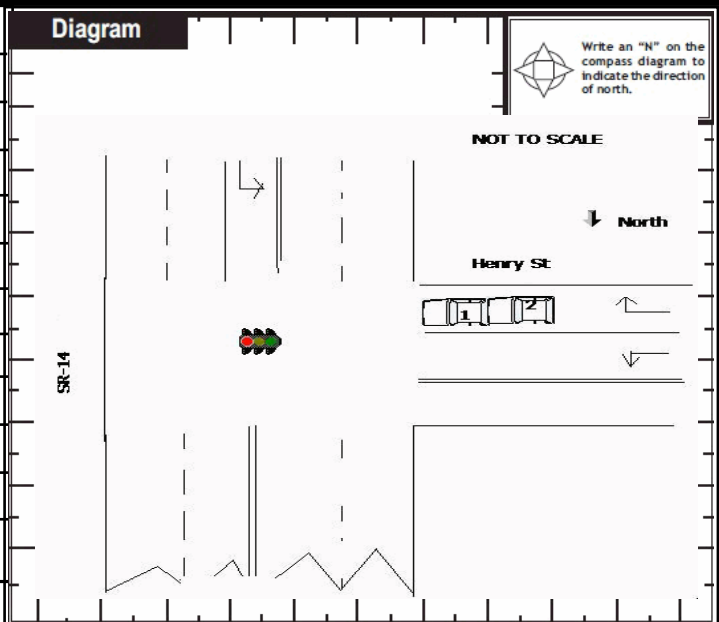 Diagram
Write an “N” on the
compass diagram to
indicate the direction
of north.
NOT TO SCALE
North
Henry St
1
2
SR-14